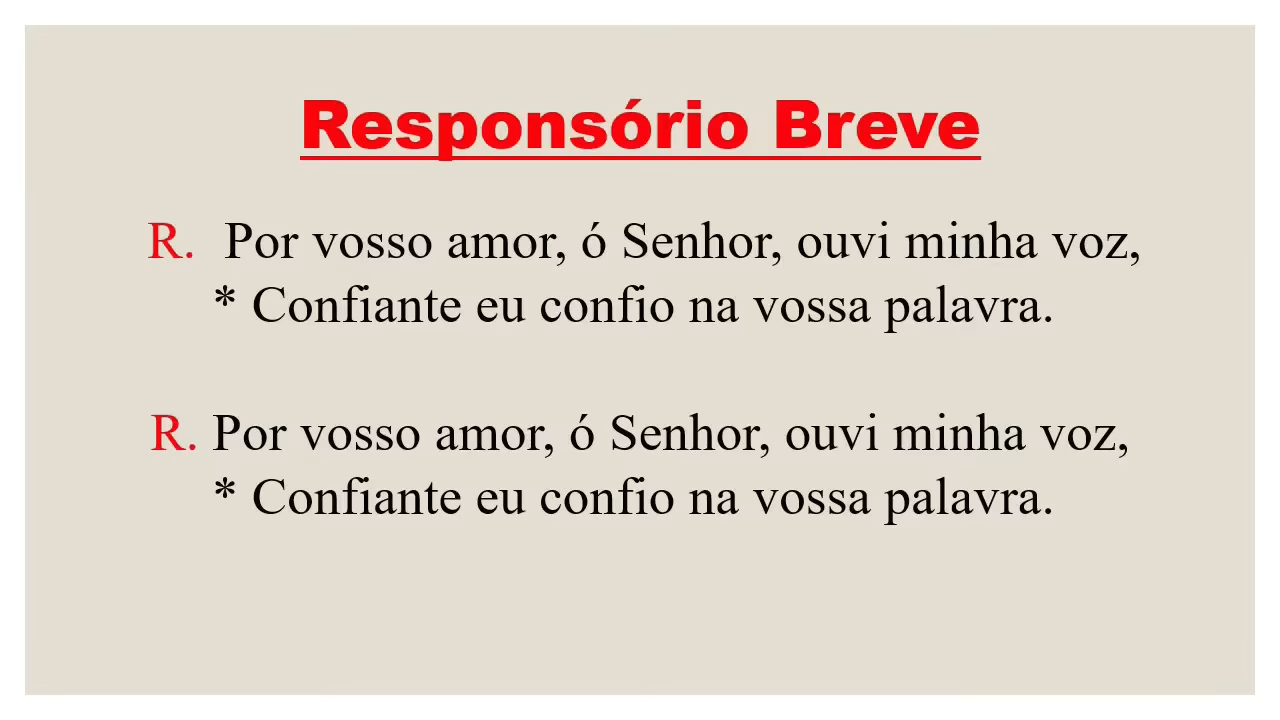 Responsório Breve
R. Por vosso amor, ó Senhor, ouvi minha voz,
* Confiante eu confio na vossa palavra.
R. Por vosso amor, ó Senhor, ouvi minha voz,
* Confiante eu confio na vossa palavra.